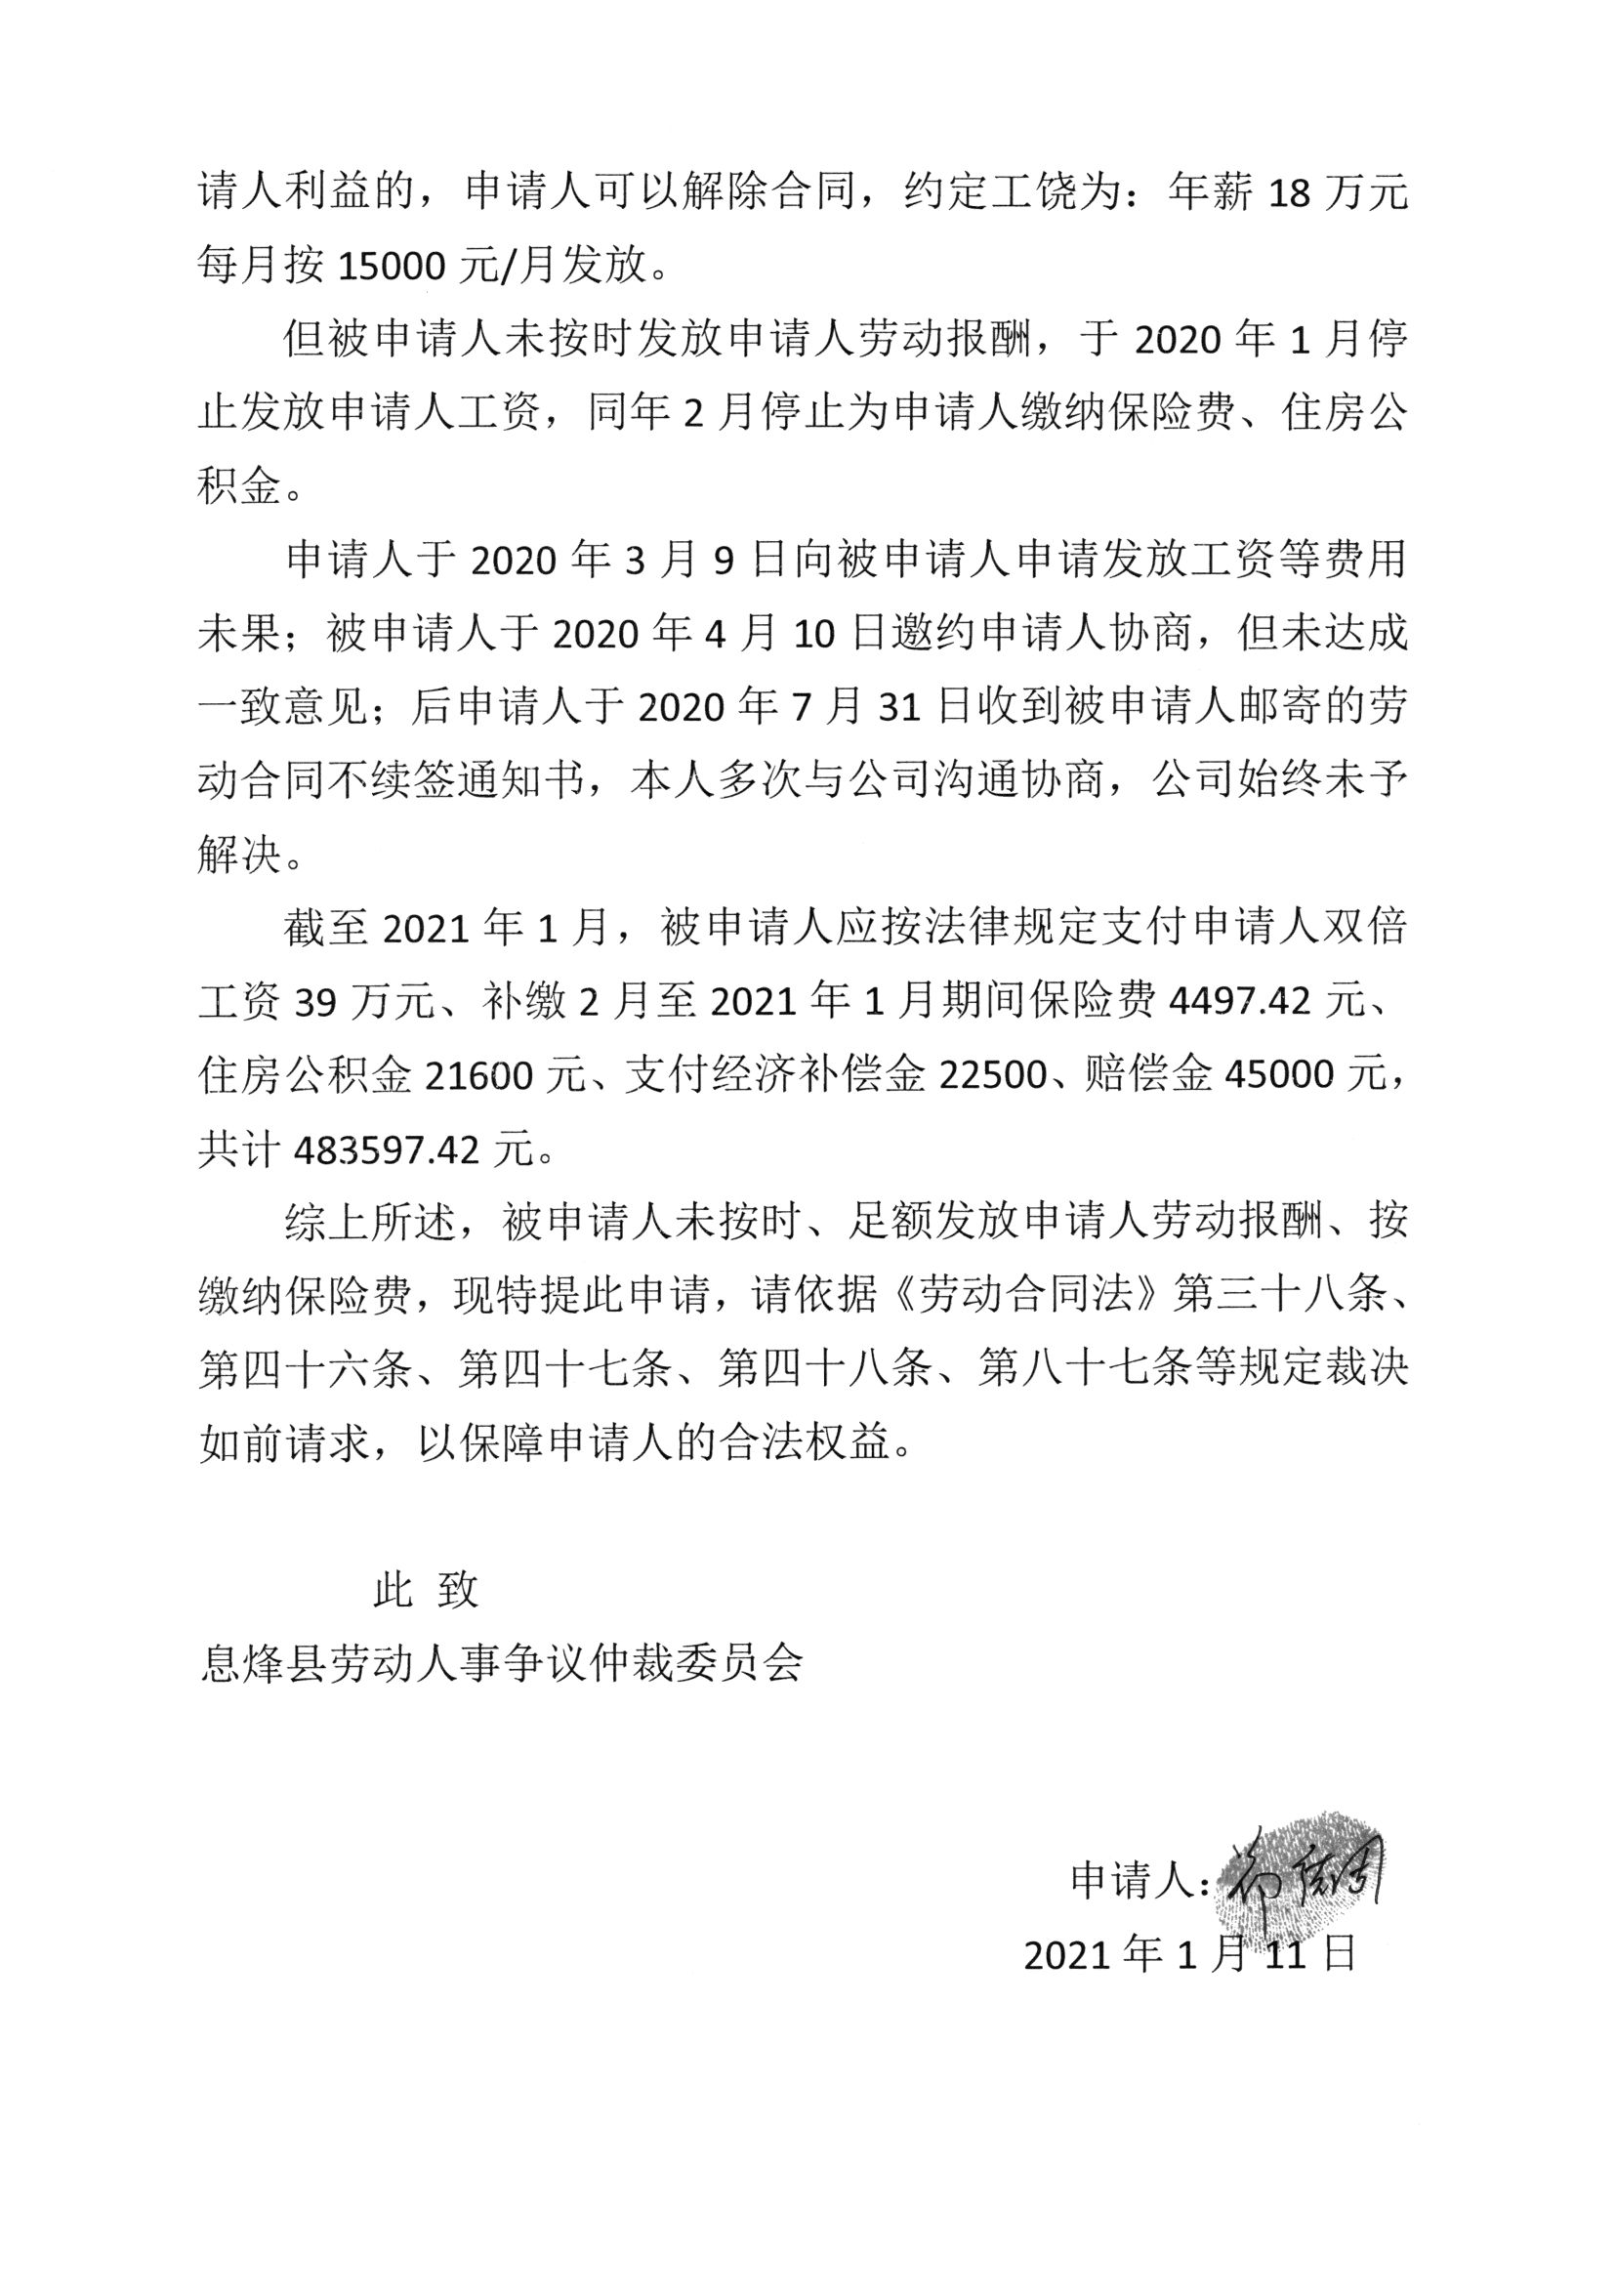 请人利益的，申请人可以解除合同，约定工饶为：年薪 18 万元
每月按 15000 元/月发放。
但被申请人未按时发放申请人劳动报酬，于 2020 年 1 月停
止发放申请人工资，同年 2 月停止为申请人缴纳保险费、住房公
积金。
申请人于 2020 年 3 月 9 日向被申请人申请发放工资等费用
未果；被申请人于 2020 年 4 月 10 日邀约申请人协商，但未达成
一致意见；后申请人于 2020 年 7 月 31 日收到被申请人邮寄的劳
动合同不续签通知书，本人多次与公司沟通协商，公司始终未予
解决。
截至 2021 年 1 月，被申请人应按法律规定支付申请人双倍
工资 39 万元、补缴 2 月至 2021 年 1 月期间保险费 4497.42 元、
住房公积金 21600 元、支付经济补偿金 22500、赔偿金 45000 元，
共计 483597.42 元。
综上所述，被申请人未按时、足额发放申请人劳动报酬、按
缴纳保险费，现特提此申请，请依据《劳动合同法》第三十八条、
第四十六条、第四十七条、第四十八条、第八十七条等规定裁决
如前请求，以保障申请人的合法权益。
此 致
息烽县劳动人事争议仲裁委员会
申请人：
2021 年 1 月 11 日